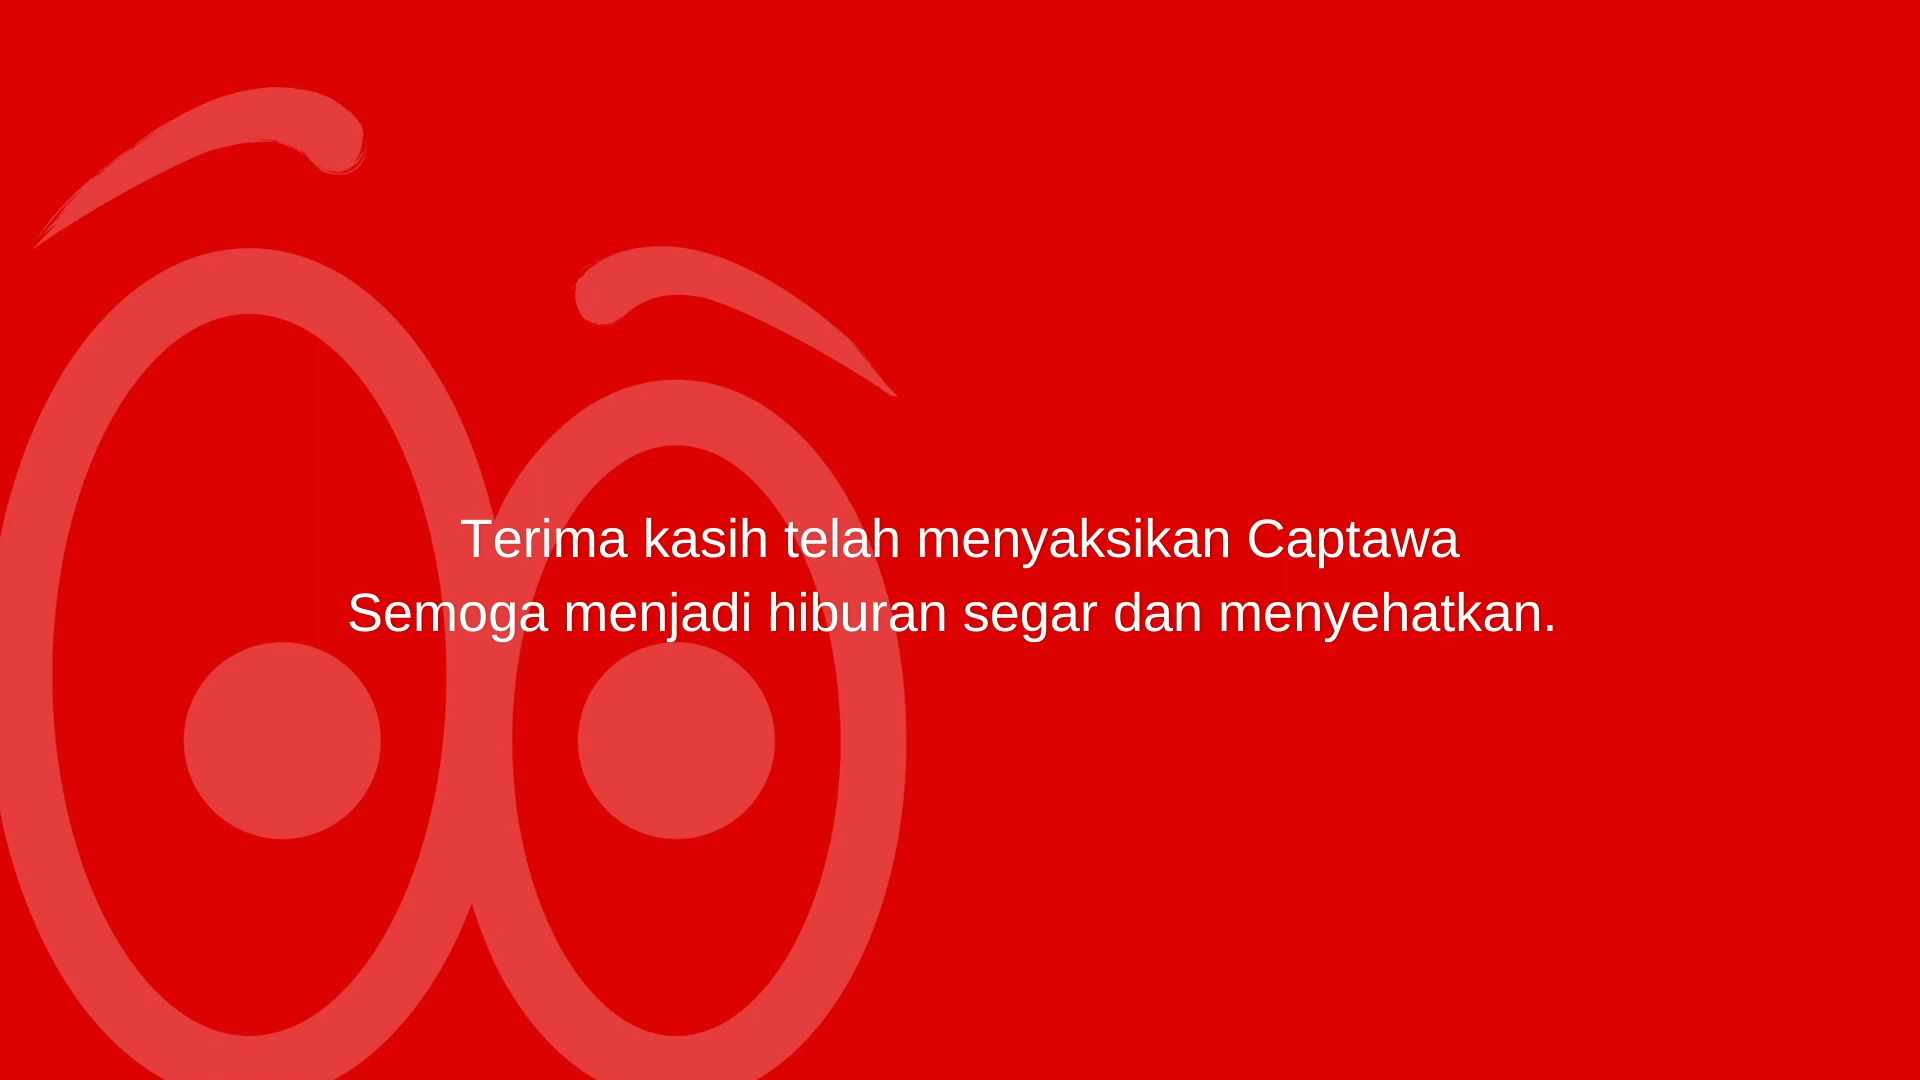 Terima kasih telah menyaksikan Captawa
Semoga menjadi hiburan segar dan menyehatkan.